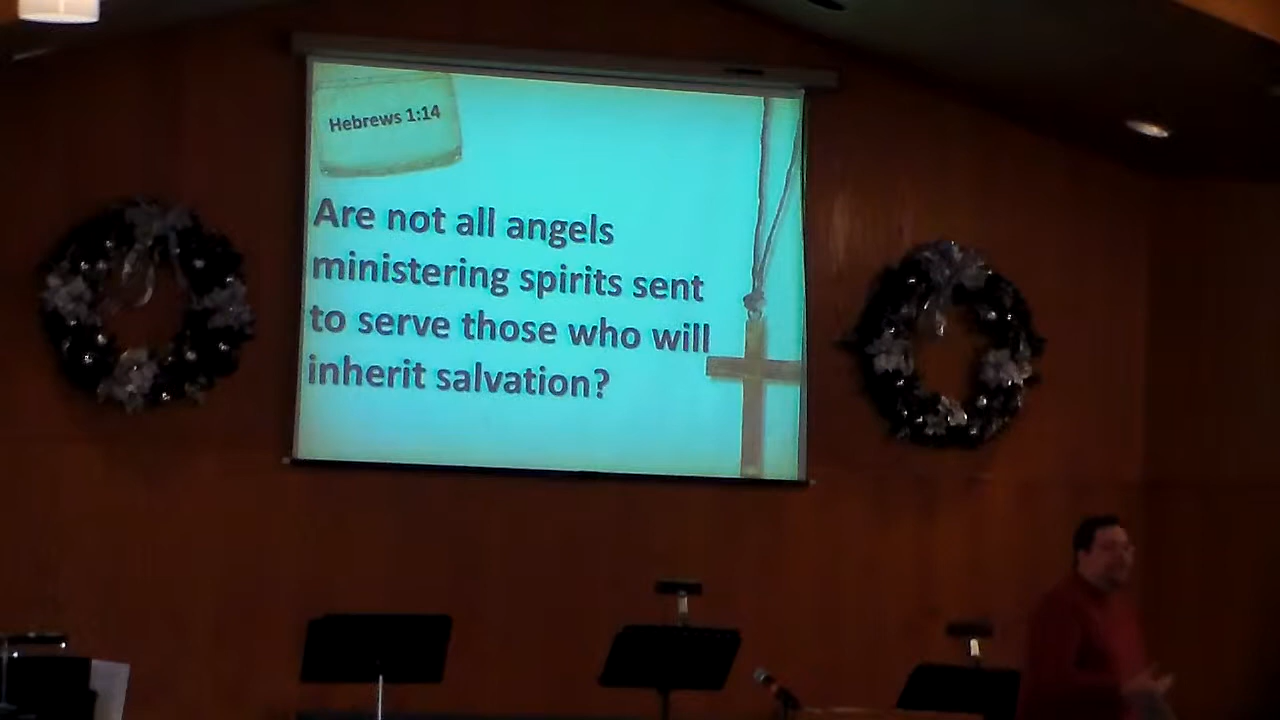 Hebrews 1:14
Are not all angels
ministering spirits sent
to serve those who will
inherit salvation?